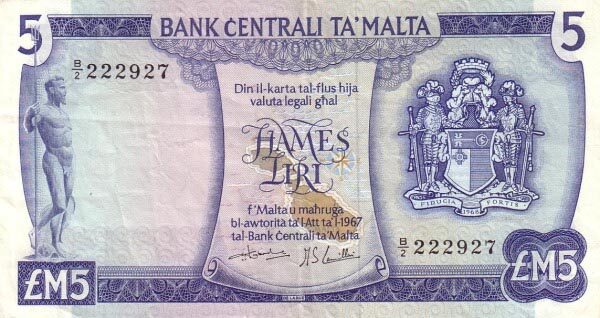 5 BANK ĊENTRALI TA' MALTA 5
B/2 222927
Din il-karta tal-flus hija
valuta legali għal
ĦAMES
LIRI
f'Malta u maħruġa
bl-awtorità ta' l-Att ta' l-1967
tal-Bank Ċentrali ta' Malta
FIDUCIA FORTIS
1968
B/2 222927
£M5
£M5